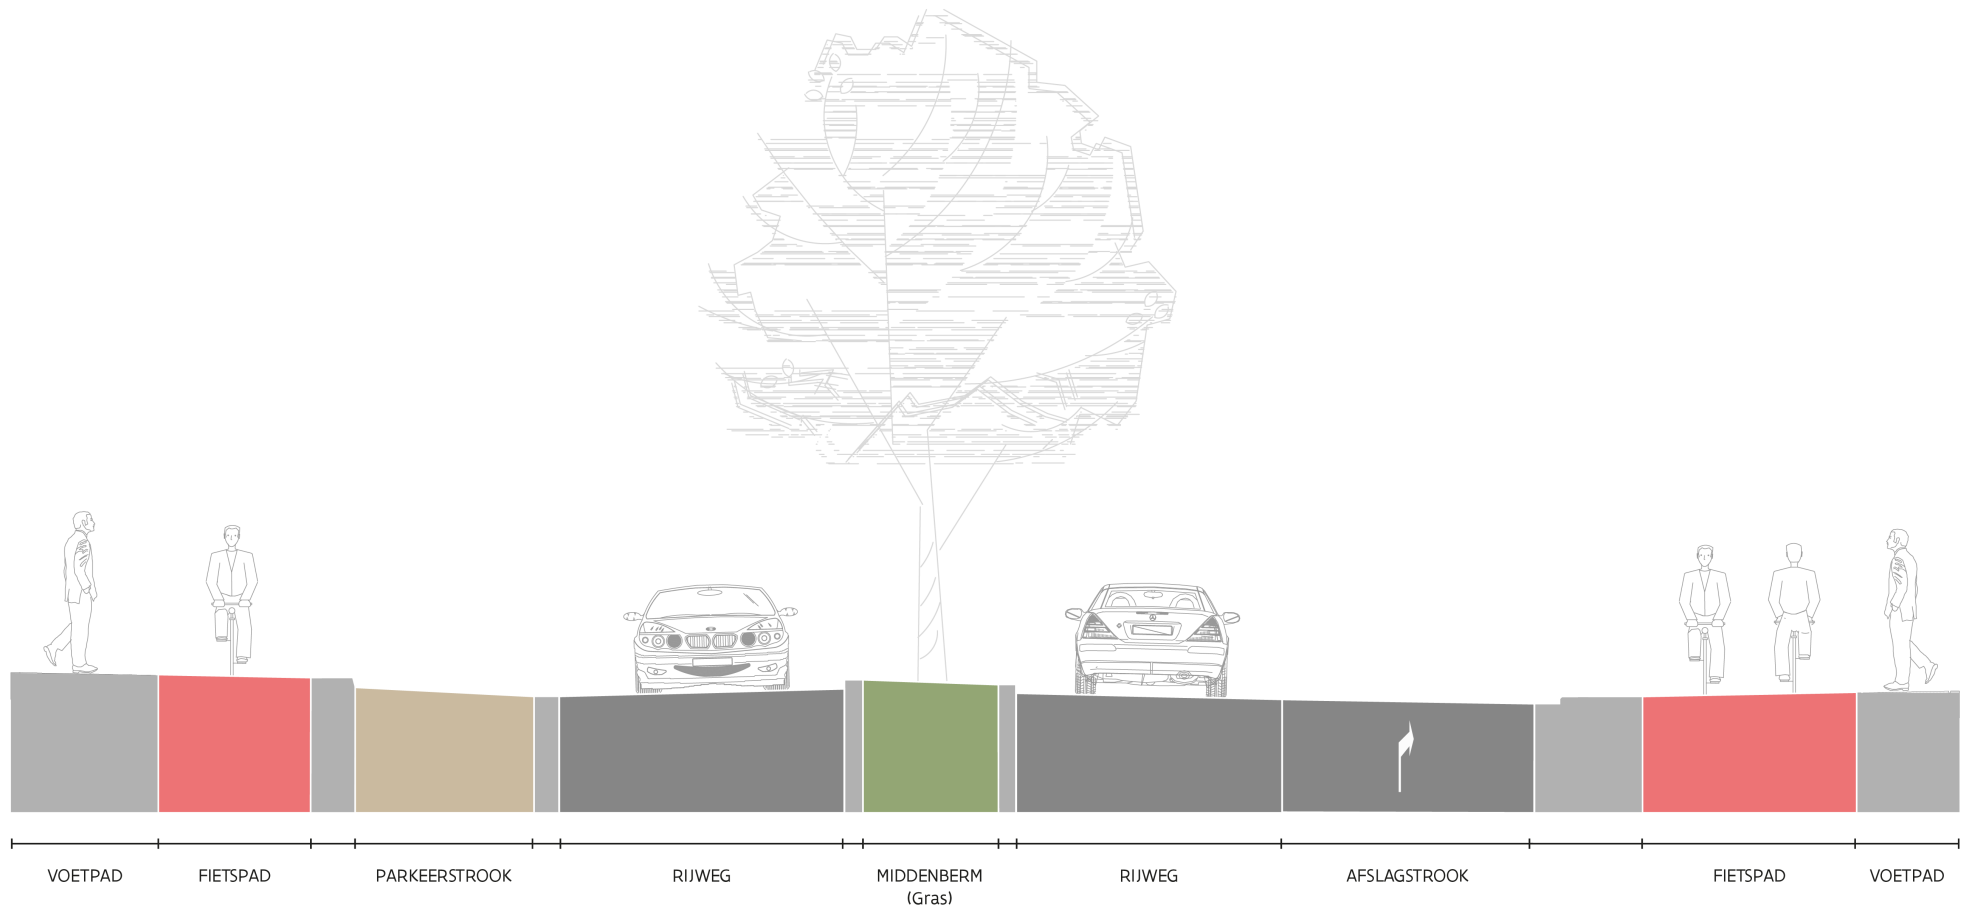 VOETPAD
FIETSPAD
PARKEERSTROOK
RIJWEG
MIDDENBERM
(Gras)
RIJWEG
AFSLAGSTROOK
FIETSPAD
VOETPAD